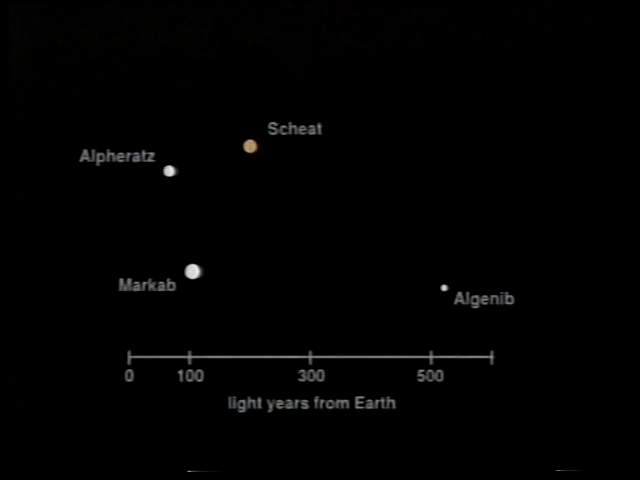 Scheat
Alpheratz
Markab
Algenib
0 100 300 500
light years from Earth